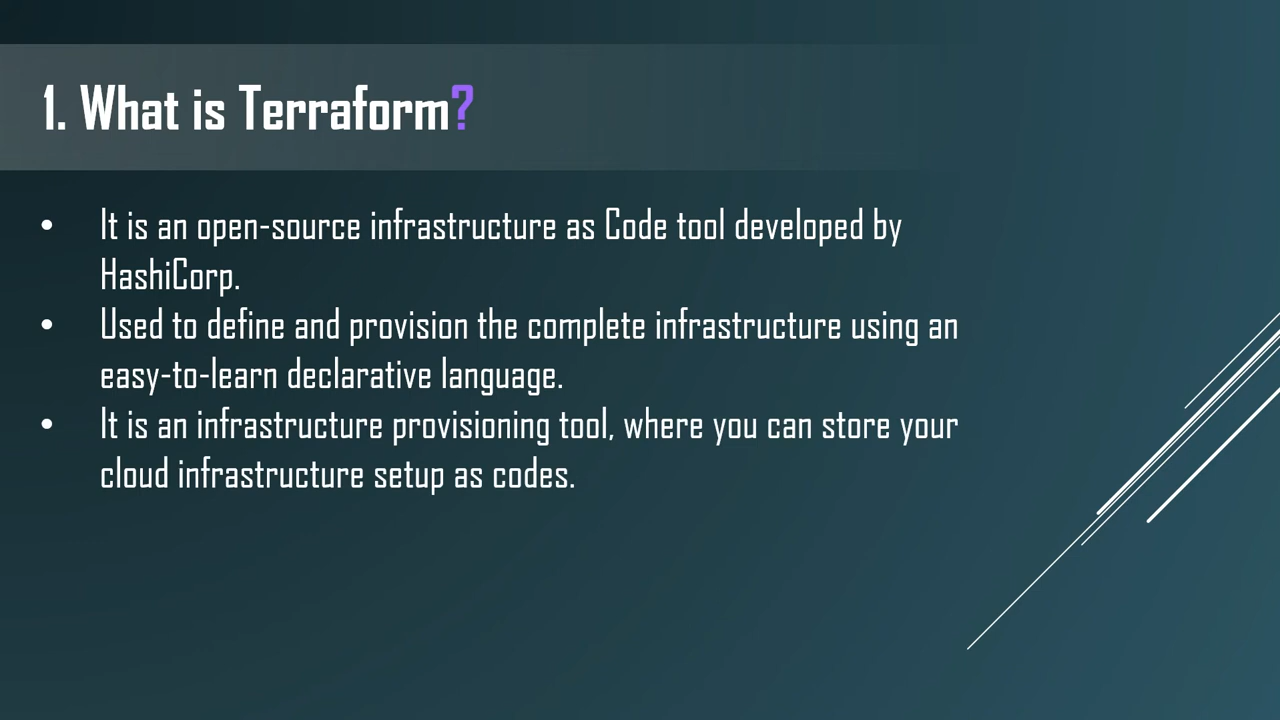 1. What is Terraform?
• It is an open-source infrastructure as Code tool developed by
HashiCorp.
• Used to define and provision the complete infrastructure using an
easy-to-learn declarative language.
• It is an infrastructure provisioning tool, where you can store your
cloud infrastructure setup as codes.